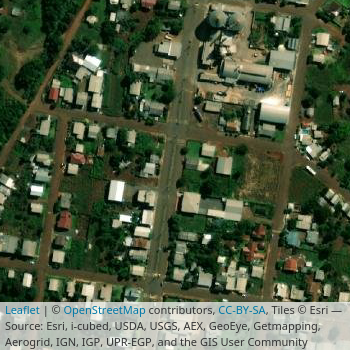 Leaflet | © OpenStreetMap contributors, CC-BY-SA, Tiles © Esri —
Source: Esri, i-cubed, USDA, USGS, AEX, GeoEye, Getmapping,
Aerogrid, IGN, IGP, UPR-EGP, and the GIS User Community